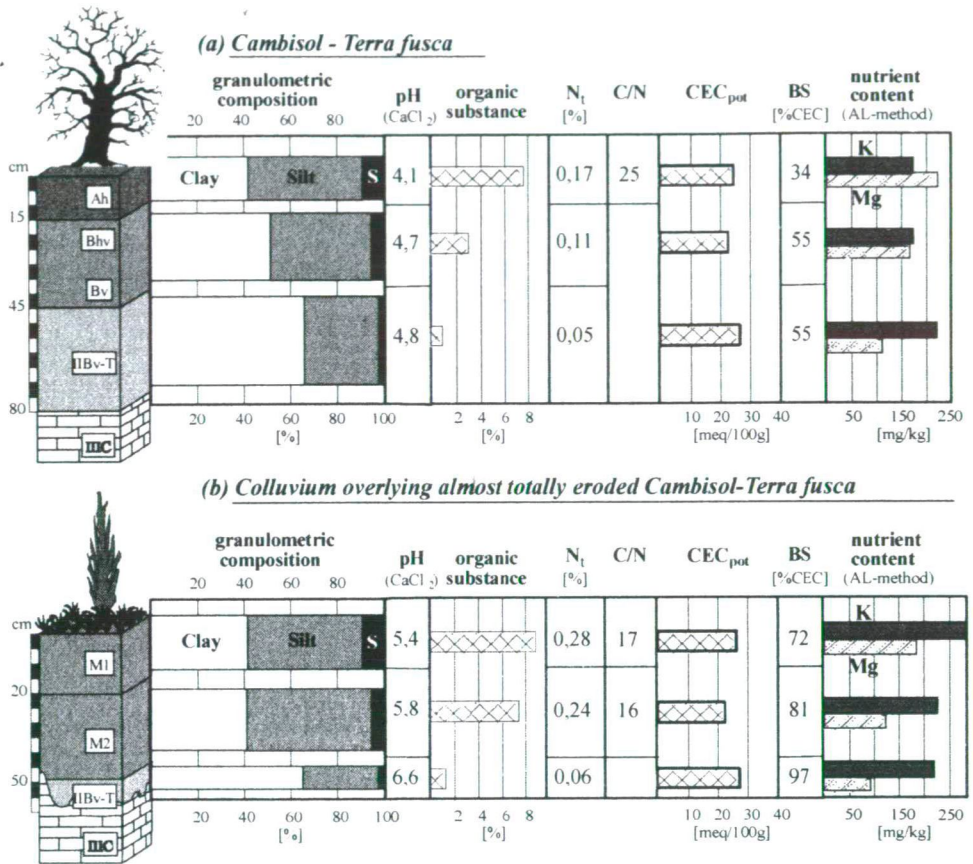 (a) Cambisol - Terra fusca
granulometric composition
pH (CaCl2)
organic substance
Nt [%]
C/N
CECpot
BS [%CEC]
nutrient content (AL-method)
20 40 60 80
cm
Clay Silt S 4,1 0,17 25 34 K
Mg
Ah
15
Bhv 4,7 0,11 55
Bv
45
IIBv-T 4,8 0,05 55
80
IIIC
20 40 60 80 100
[%]
2 4 6 8
[%]
10 20 30 40
[meq/100g]
50 150 250
[mg/kg]
(b) Colluvium overlying almost totally eroded Cambisol-Terra fusca
granulometric composition
pH (CaCl2)
organic substance
Nt [%]
C/N
CECpot
BS [%CEC]
nutrient content (AL-method)
20 40 60 80
cm
Clay Silt S 5,4 0,28 17 72 K
Mg
M1
20
M2 5,8 0,24 16 81
50
IIBv-T 6,6 0,06 97
IIIC
20 40 60 80 100
[%]
2 4 6 8
[%]
10 20 30 40
[meq/100g]
50 150 250
[mg/kg]